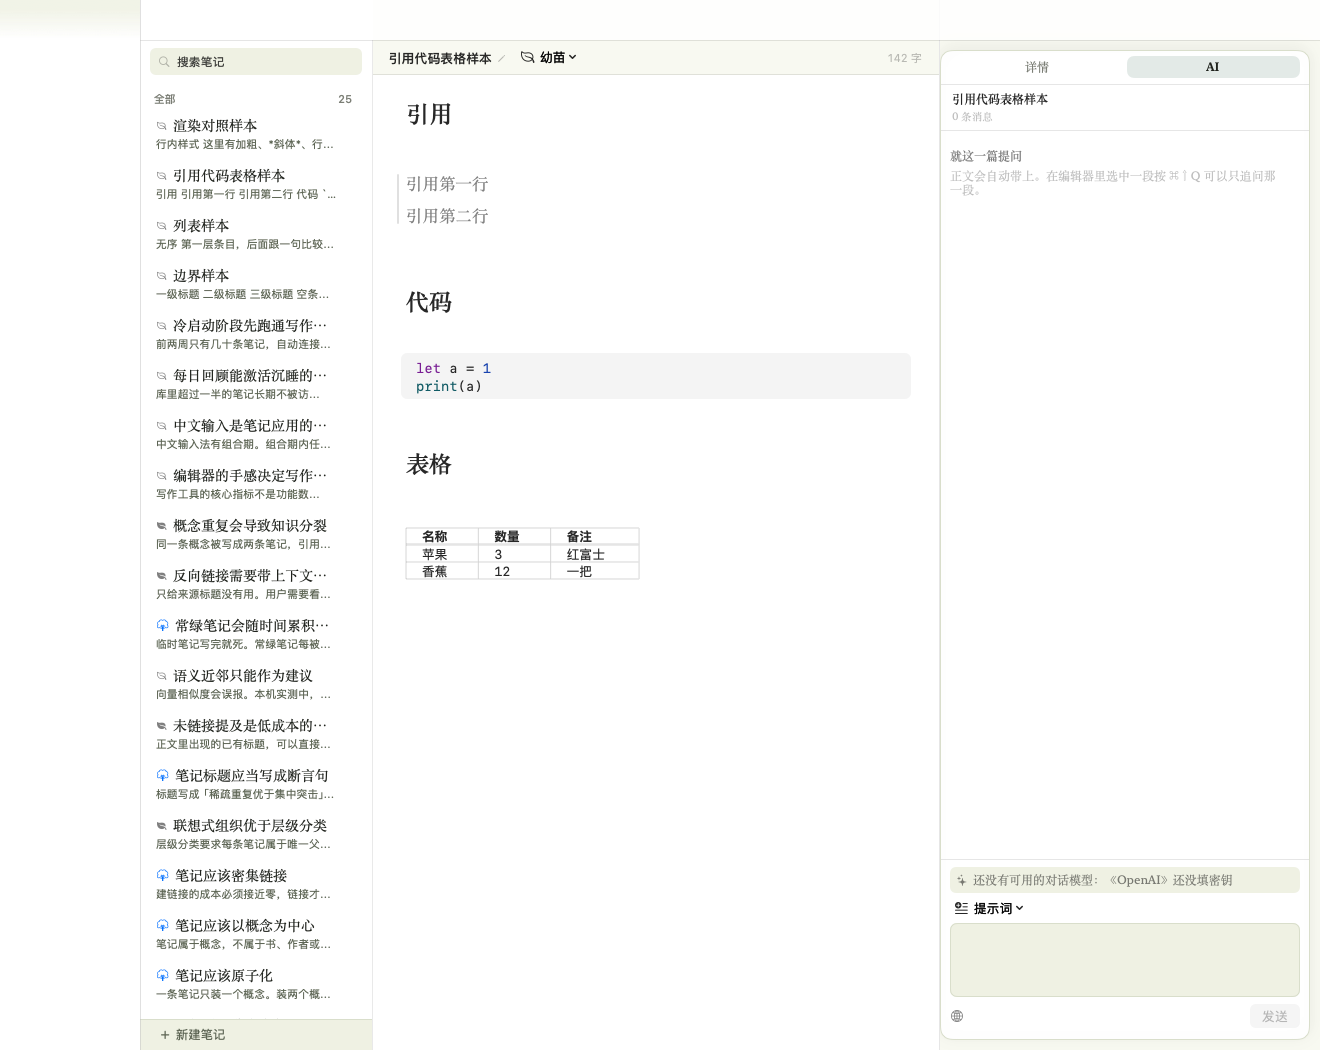 搜索笔记
全部 25
渲染对照样本
行内样式 这里有加粗、*斜体*、行...
引用代码表格样本
引用 引用第一行 引用第二行 代码 `...
列表样本
无序 第一层条目，后面跟一句比较...
边界样本
一级标题 二级标题 三级标题 空条...
冷启动阶段先跑通写作…
前两周只有几十条笔记，自动连接...
每日回顾能激活沉睡的…
库里超过一半的笔记长期不被访...
中文输入是笔记应用的…
中文输入法有组合期。组合期内任...
编辑器的手感决定写作…
写作工具的核心指标不是功能数...
概念重复会导致知识分裂
同一条概念被写成两条笔记，引用...
反向链接需要带上下文…
只给来源标题没有用。用户需要看...
常绿笔记会随时间累积…
临时笔记写完就死。常绿笔记每被...
语义近邻只能作为建议
向量相似度会误报。本机实测中，...
未链接提及是低成本的…
正文里出现的已有标题，可以直接...
笔记标题应当写成断言句
标题写成「稀疏重复优于集中突击」...
联想式组织优于层级分类
层级分类要求每条笔记属于唯一父...
笔记应该密集链接
建链接的成本必须接近零，链接才...
笔记应该以概念为中心
笔记属于概念，不属于书、作者或...
笔记应该原子化
一条笔记只装一个概念。装两个概...
+ 新建笔记
引用代码表格样本 幼苗 142 字
引用
引用第一行
引用第二行
代码
let a = 1
print(a)
表格
名称 数量 备注
苹果 3 红富士
香蕉 12 一把
详情 AI
引用代码表格样本
0 条消息
就这一篇提问
正文会自动带上。在编辑器里选中一段按 ⌘⇧Q 可以只追问那
一段。
还没有可用的对话模型：《OpenAI》还没填密钥
提示词
发送